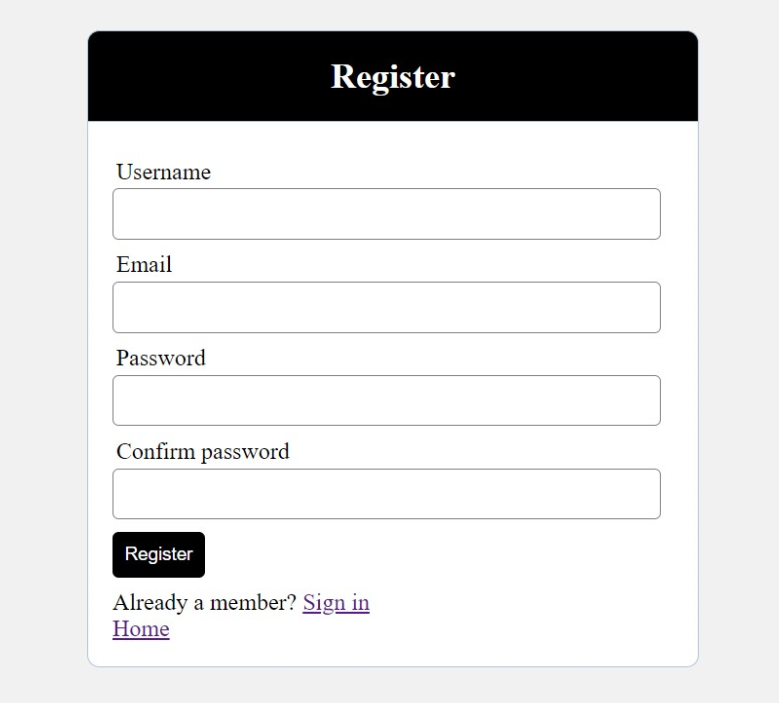 Register
Username
Email
Password
Confirm password
Register
Already a member? Sign in
Home